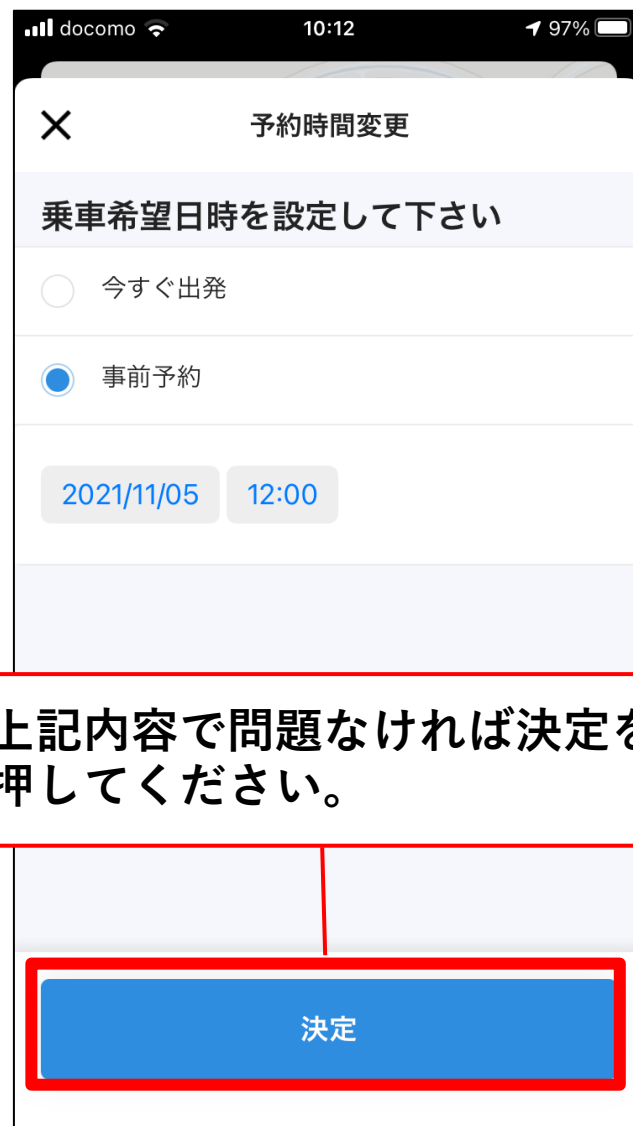 docomo 10:12 97%
予約時間変更
乗車希望日時を設定して下さい
今すぐ出発
事前予約
2021/11/05 12:00
上記内容で問題なければ決定を
押してください。
決定